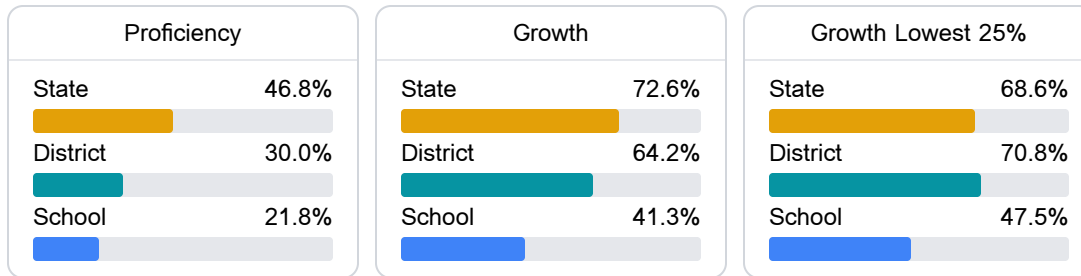 Proficiency
State 46.8%
District 30.0%
School 21.8%
Growth
State 72.6%
District 64.2%
School 41.3%
Growth Lowest 25%
State 68.6%
District 70.8%
School 47.5%